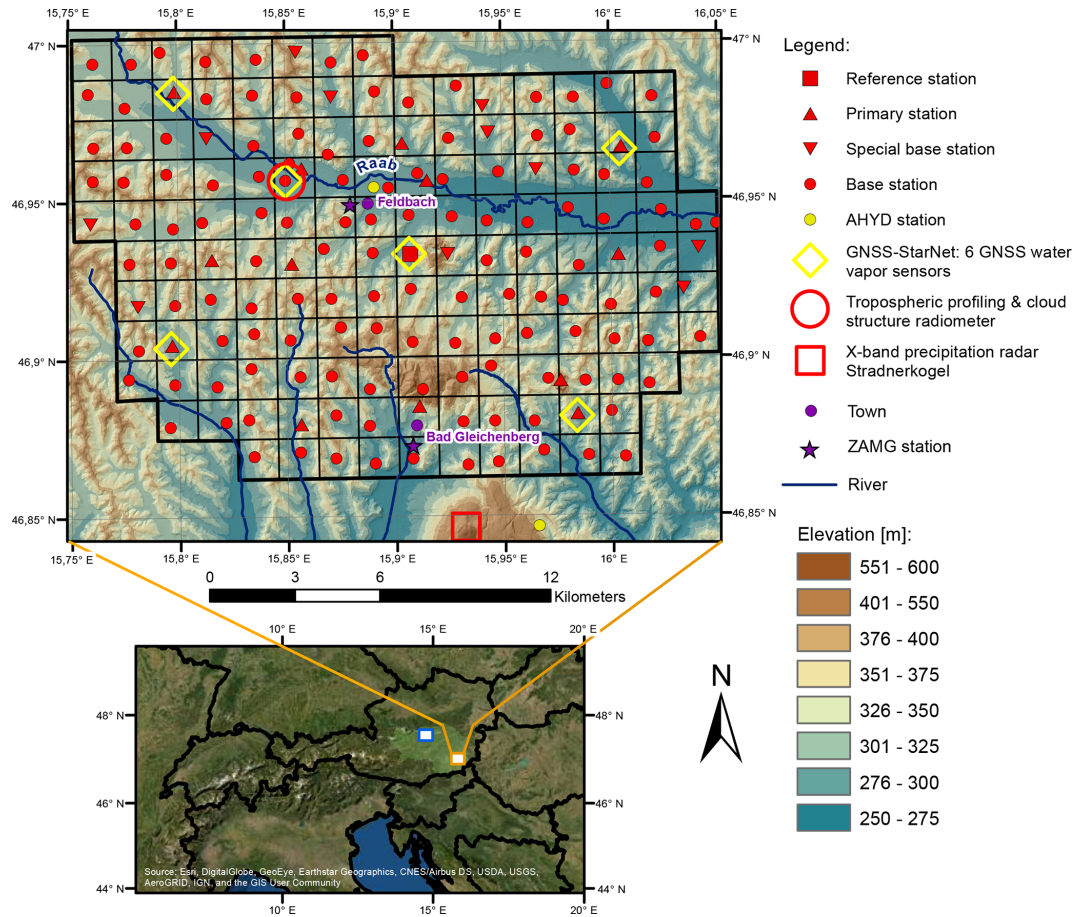 15,75° E
15,8° E
15,85° E
15,9° E
15,95° E
16° E
16,05° E
47° N
47° N
46,95° N
46,95° N
46,9° N
46,9° N
46,85° N
46,85° N
Raab
Feldbach
Bad Gleichenberg
15,75° E
15,8° E
15,85° E
15,9° E
15,95° E
16° E
Legend:
Reference station
Primary station
Special base station
Base station
AHYD station
GNSS-StarNet: 6 GNSS water
vapor sensors
Tropospheric profiling & cloud
structure radiometer
X-band precipitation radar
Stradnerkogel
Town
ZAMG station
River
Elevation [m]:
551 - 600
401 - 550
376 - 400
351 - 375
326 - 350
301 - 325
276 - 300
250 - 275
0
3
6
12
Kilometers
10° E
15° E
20° E
48° N
48° N
46° N
46° N
44° N
44° N
Source: Esri, DigitalGlobe, GeoEye, Earthstar Geographics, CNES/Airbus DS, USDA, USGS,
AeroGRID, IGN, and the GIS User Community
10° E
15° E
20° E
N